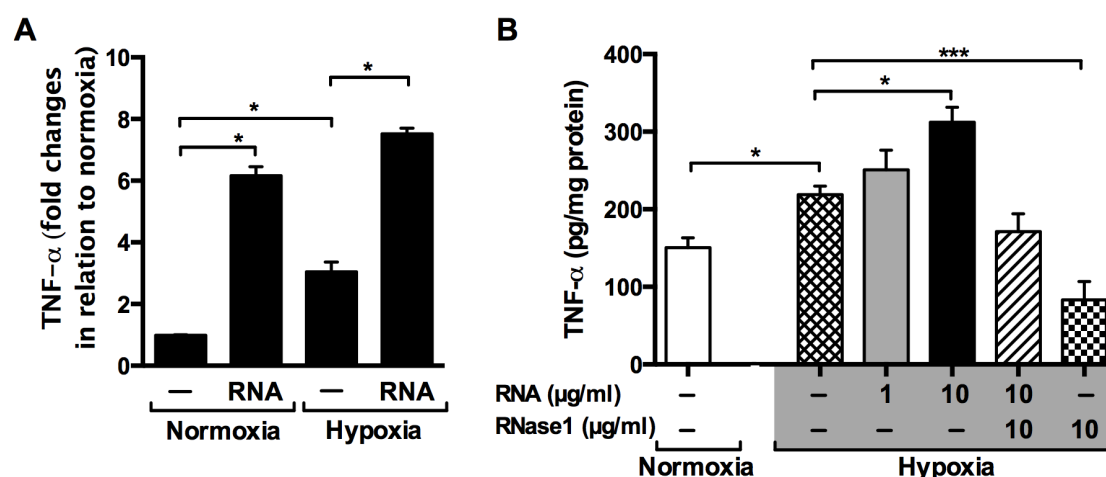 A
TNF-α (fold changes
in relation to normoxia)
10
8
6
4
2
0
*
*
*
– RNA – RNA
Normoxia Hypoxia
B
TNF-α (pg/mg protein)
400
300
200
100
0
***
*
*
RNA (µg/ml) – – 1 10 10 –
RNase1 (µg/ml) – – – – 10 10
Normoxia Hypoxia